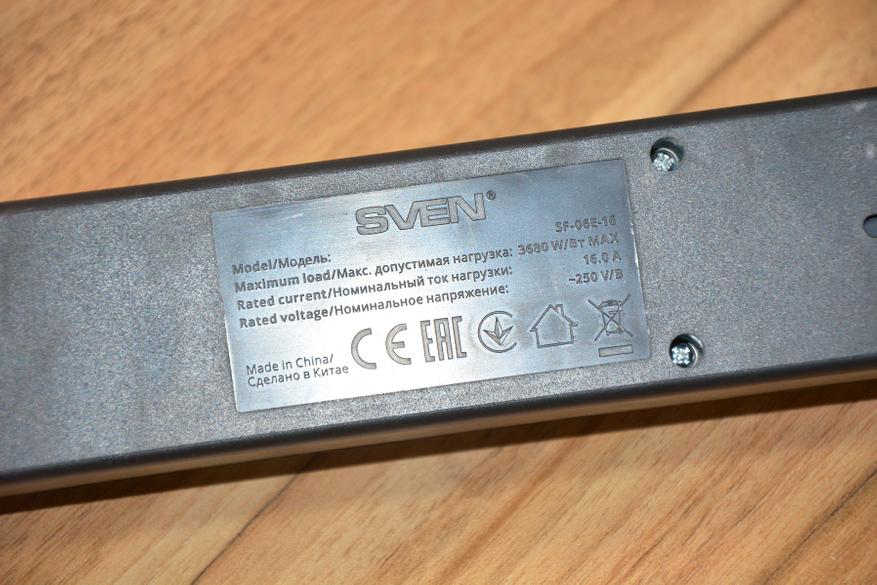 SVEN®
Model/Модель: SF-06E-16
Maximum load/Макс. допустимая нагрузка: 3680 W/Вт MAX
Rated current/Номинальный ток нагрузки: 16.0 A
Rated voltage/Номинальное напряжение: ~250 V/В
Made in China/
Сделано в Китае
CE EAC